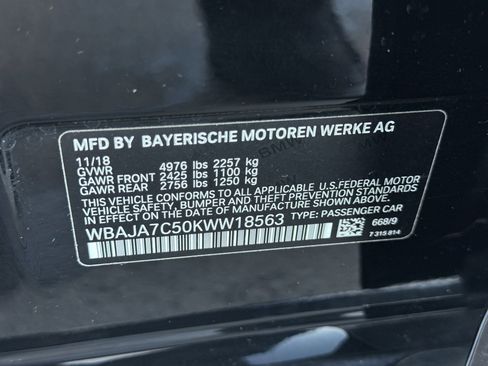 MFD BY BAYERISCHE MOTOREN WERKE AG
11/18
GVWR 4976 lbs 2257 kg
GAWR FRONT 2425 lbs 1100 kg
GAWR REAR 2756 lbs 1250 kg
THIS VEHICLE CONFORMS TO ALL APPLICABLE U.S.FEDERAL MOTOR
VEHICLE SAFETY, BUMPER, AND THEFT PREVENTION
STANDARDS IN EFFECT ON THE DATE OF MANUFACTURE SHOWN ABOVE.
WBAJA7C50KWW18563 TYPE: PASSENGER CAR
668/9
7 315 814